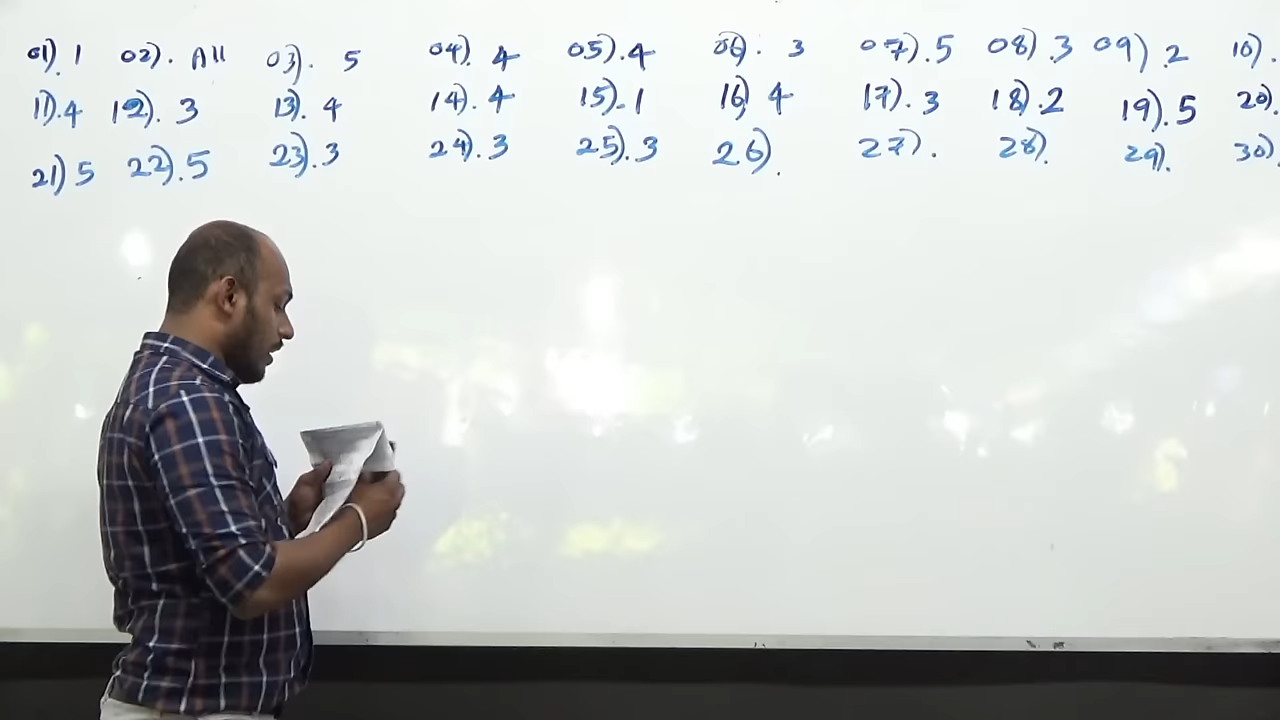 01). 1 02). All 03). 5 04). 4 05). 4 06). 3 07). 5 08). 3 09). 2 10).
11). 4 12). 3 13). 4 14). 4 15). 1 16) 4 17). 3 18). 2 19). 5 20).
21) 5 22). 5 23). 3 24). 3 25). 3 26). 27). 28). 29). 30).